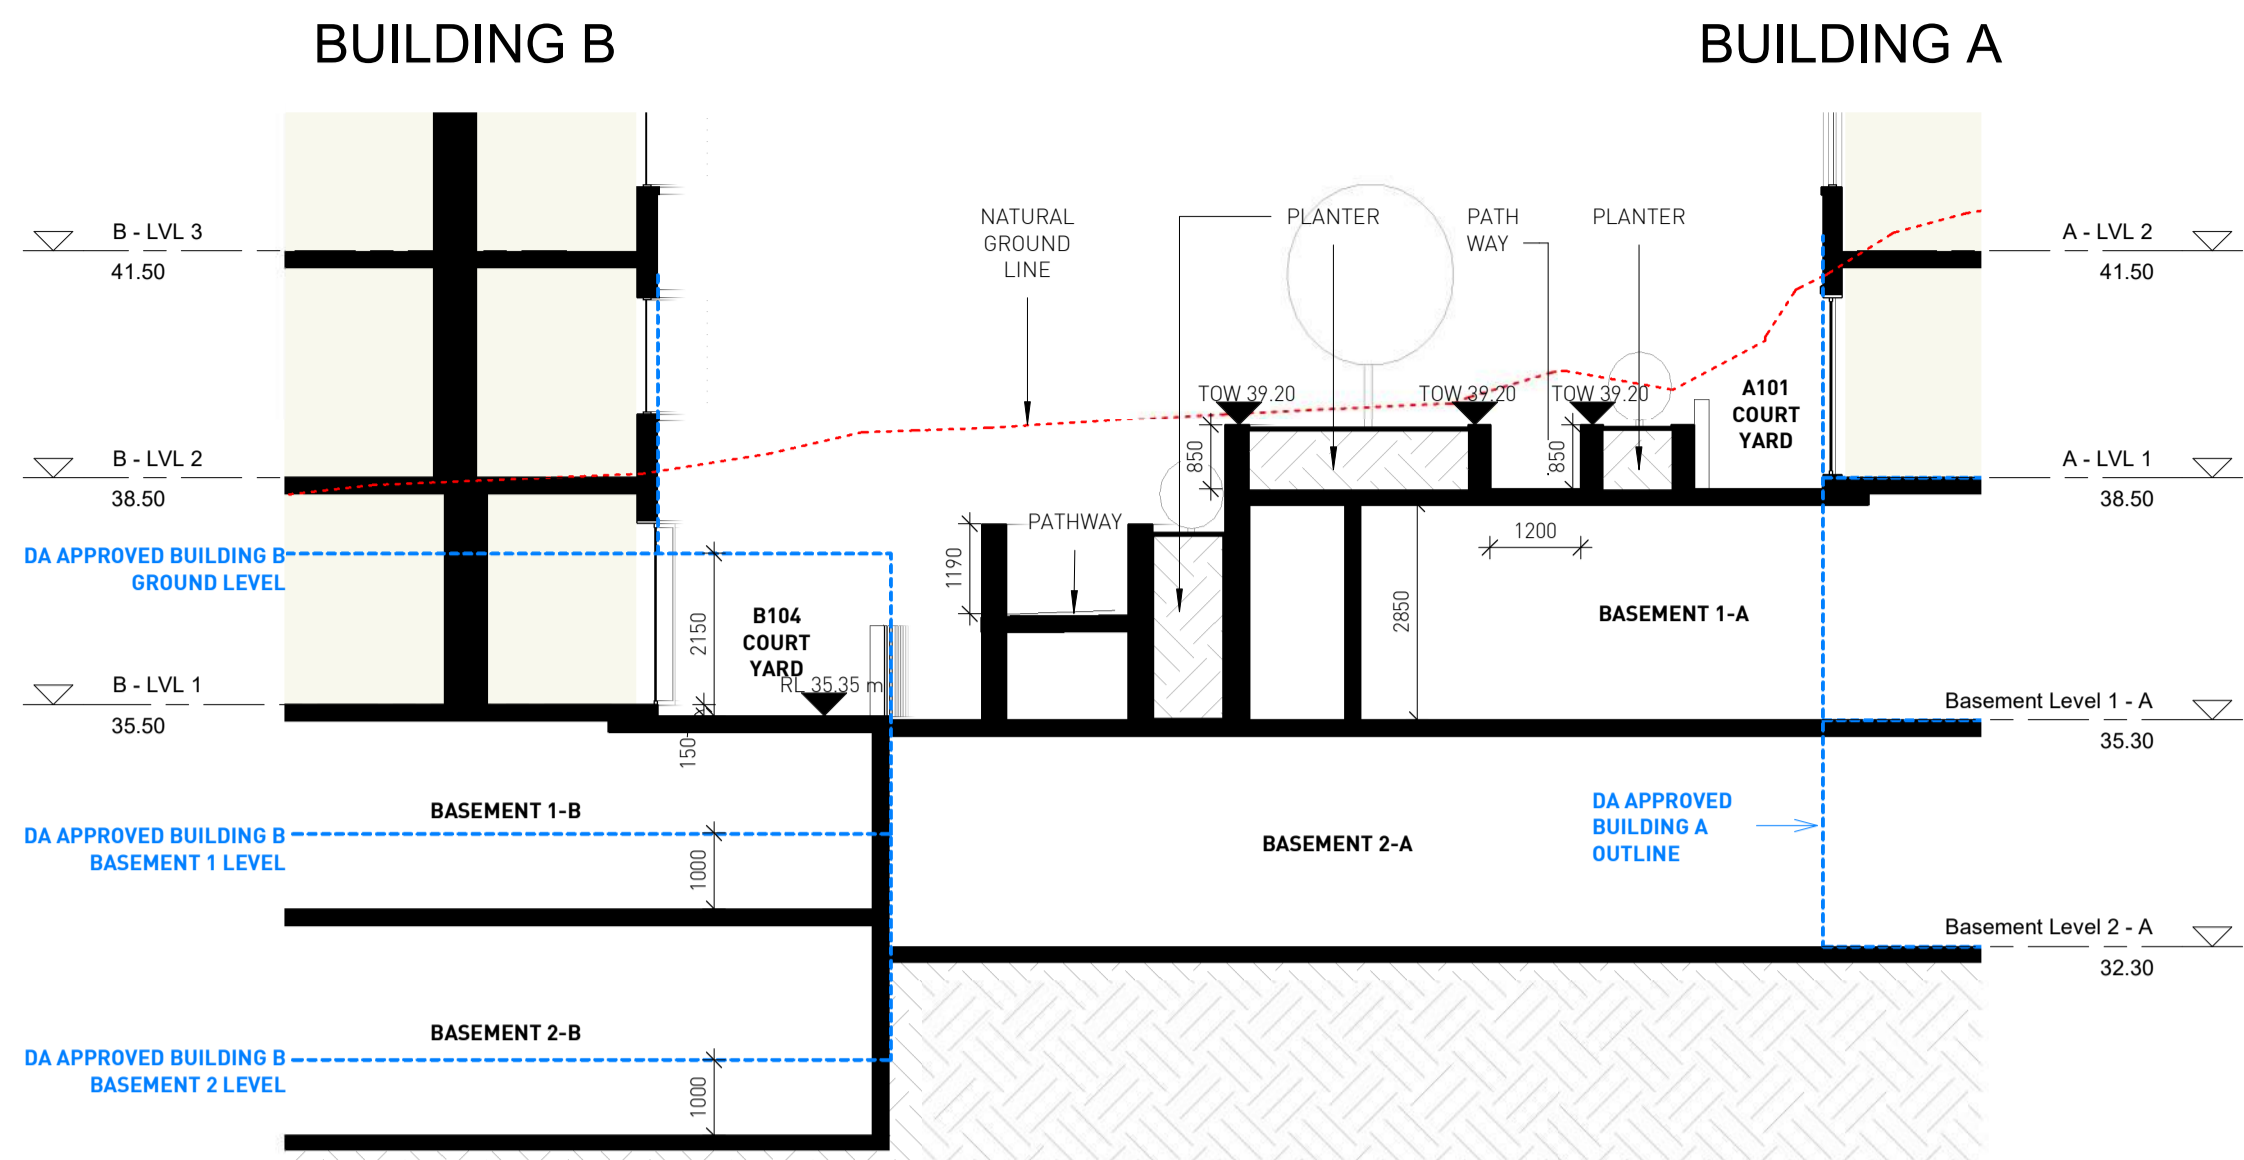 BUILDING B
BUILDING A
B - LVL 3
41.50
NATURAL
GROUND
LINE
PLANTER
PATH
WAY
PLANTER
A - LVL 2
41.50
TOW 39.20
TOW 39.20
TOW 39.20
A101
COURT
YARD
B - LVL 2
38.50
850
850
A - LVL 1
38.50
PATHWAY
1190
1200
DA APPROVED BUILDING B
GROUND LEVEL
2150
B104
COURT
YARD
RL 35.35 m
2850
BASEMENT 1-A
B - LVL 1
35.50
150
Basement Level 1 - A
35.30
BASEMENT 1-B
DA APPROVED BUILDING B
BASEMENT 1 LEVEL
1000
BASEMENT 2-A
DA APPROVED
BUILDING A
OUTLINE
Basement Level 2 - A
32.30
BASEMENT 2-B
DA APPROVED BUILDING B
BASEMENT 2 LEVEL
1000